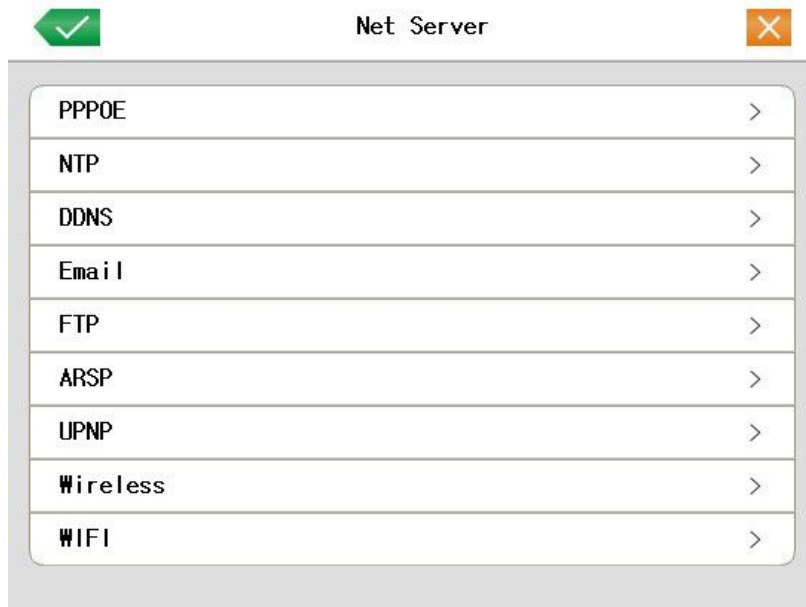 Net Server
PPPOE
NTP
DDNS
Email
FTP
ARSP
UPNP
Wireless
WIFI